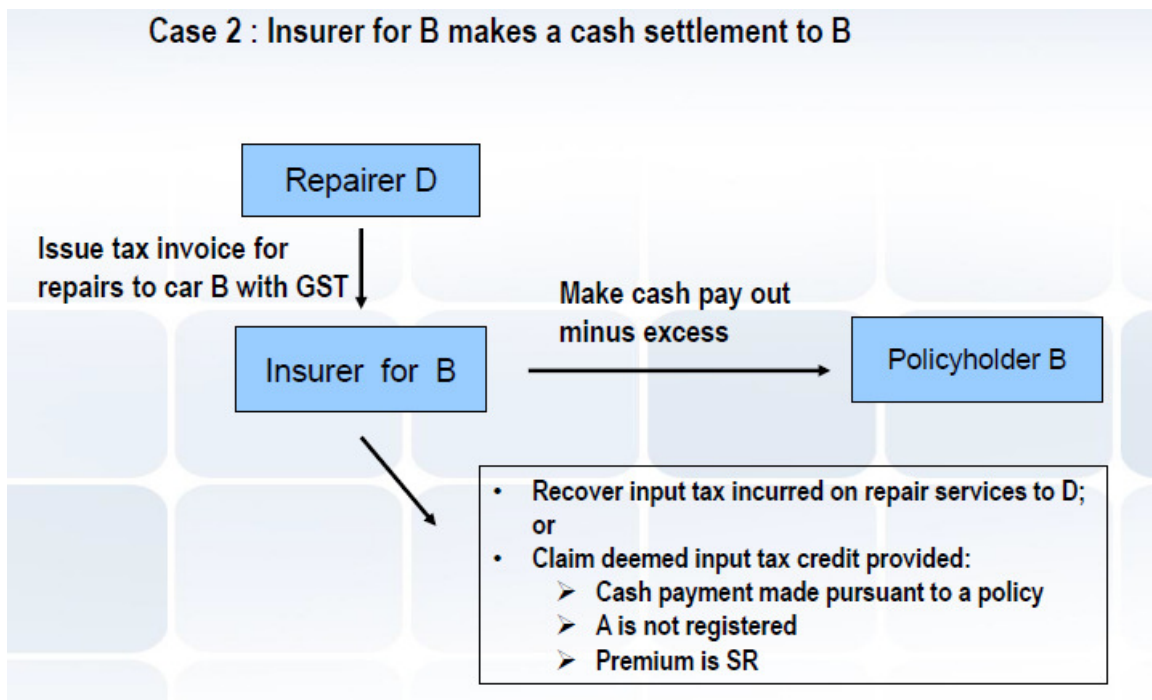 Case 2 : Insurer for B makes a cash settlement to B
Repairer D
Issue tax invoice for
repairs to car B with GST
Make cash pay out
minus excess
Insurer for B
Policyholder B
• Recover input tax incurred on repair services to D;
or
• Claim deemed input tax credit provided:
➢ Cash payment made pursuant to a policy
➢ A is not registered
➢ Premium is SR